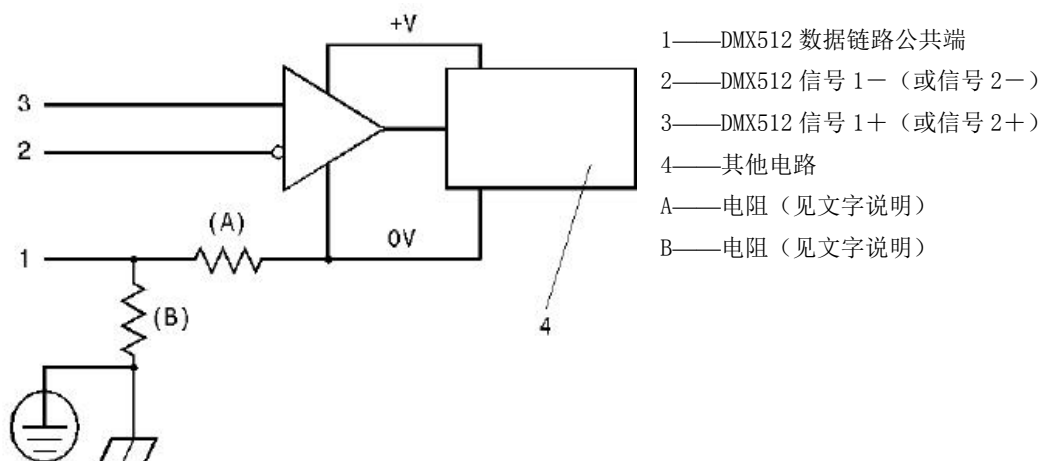 +V
3
2
(A)
0V
1
(B)
4
1——DMX512 数据链路公共端
2——DMX512 信号 1－（或信号 2－）
3——DMX512 信号 1＋（或信号 2＋）
4——其他电路
A——电阻（见文字说明）
B——电阻（见文字说明）